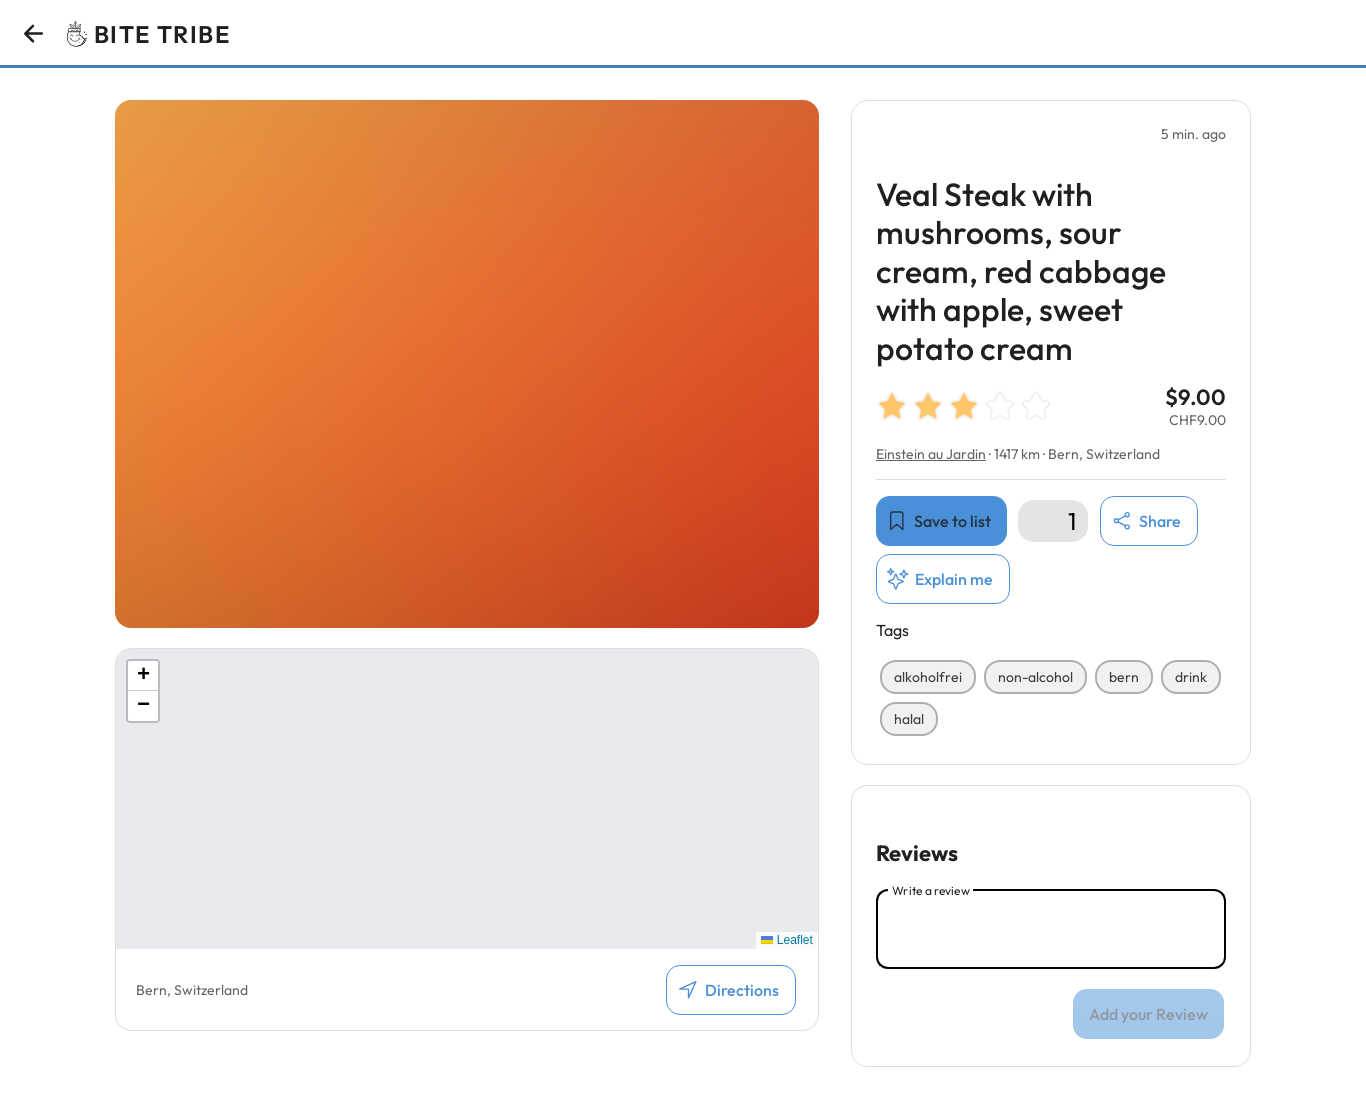 BITE TRIBE
5 min. ago
Veal Steak with
mushrooms, sour
cream, red cabbage
with apple, sweet
potato cream
$9.00
CHF9.00
Einstein au Jardin · 1417 km · Bern, Switzerland
Save to list
1
Share
Explain me
Tags
alkoholfrei
non-alcohol
bern
drink
halal
+
−
Leaflet
Bern, Switzerland
Directions
Reviews
Write a review
Add your Review